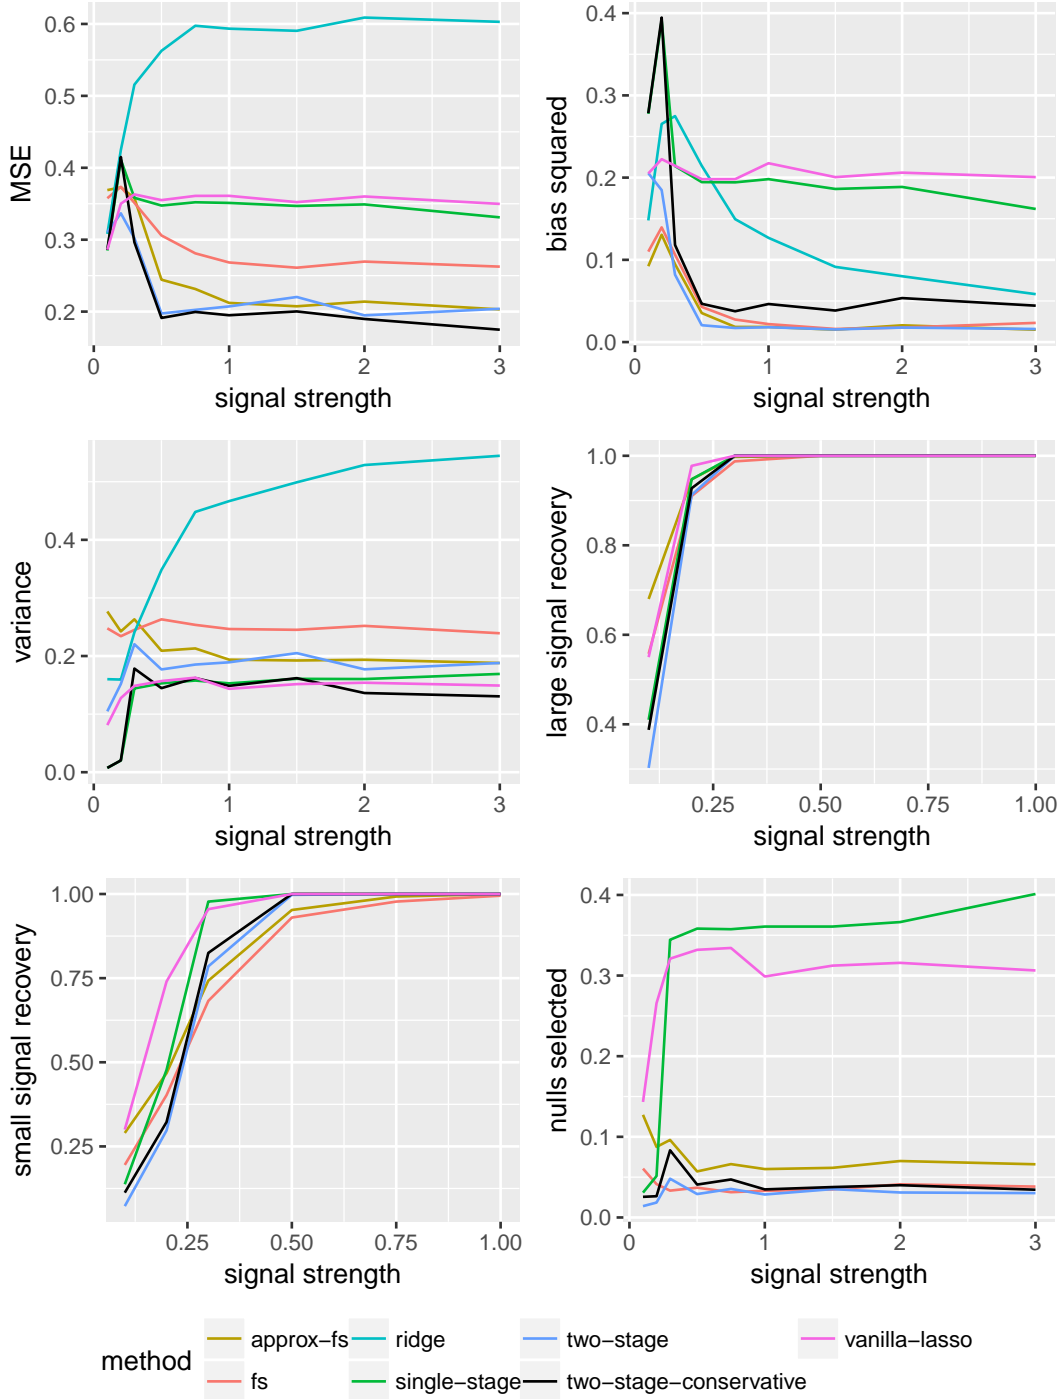 MSE
0.6
0.5
0.4
0.3
0.2
0 1 2 3
signal strength
bias squared
0.4
0.3
0.2
0.1
0.0
0 1 2 3
signal strength
variance
0.4
0.2
0.0
0 1 2 3
signal strength
large signal recovery
1.0
0.8
0.6
0.4
0.25 0.50 0.75 1.00
signal strength
small signal recovery
1.00
0.75
0.50
0.25
0.25 0.50 0.75 1.00
signal strength
nulls selected
0.4
0.3
0.2
0.1
0.0
0 1 2 3
signal strength
method
approx−fs ridge two−stage vanilla−lasso
fs single−stage two−stage−conservative